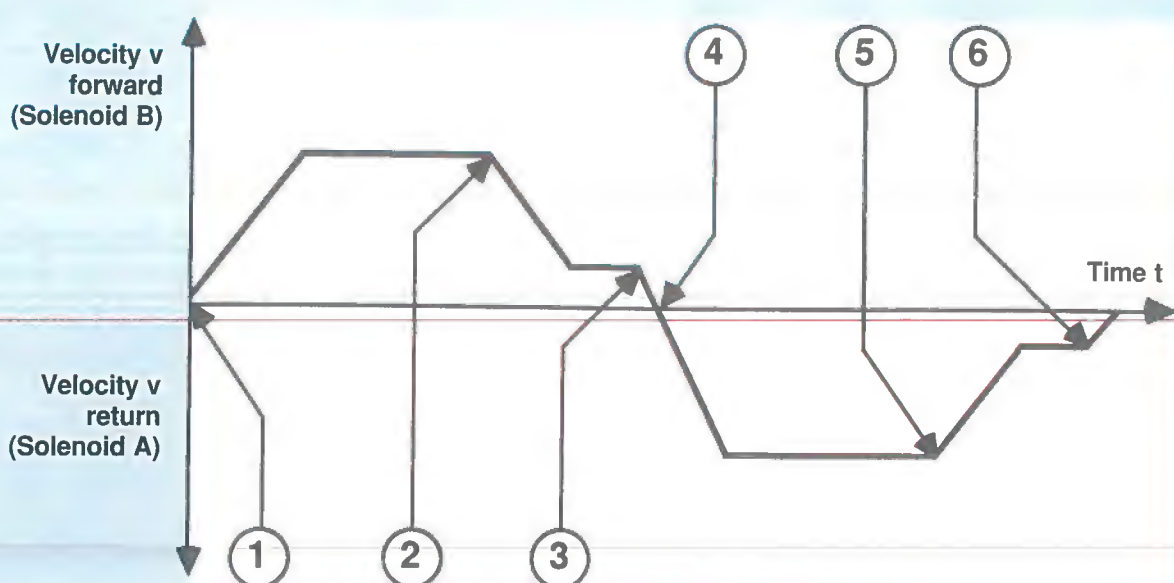 Velocity v
forward
(Solenoid B)
4
5
6
Time t
Velocity v
return
(Solenoid A)
1
2
3